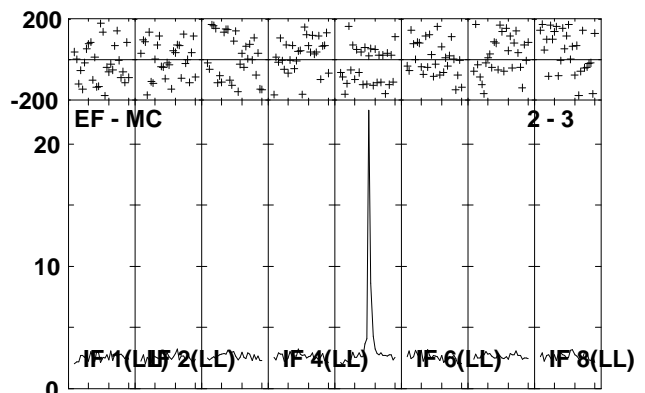 200
-200
EF - MC 2 - 3
20
10
IF 1(LL) IF 2(LL) IF 4(LL) IF 6(LL) IF 8(LL)
0